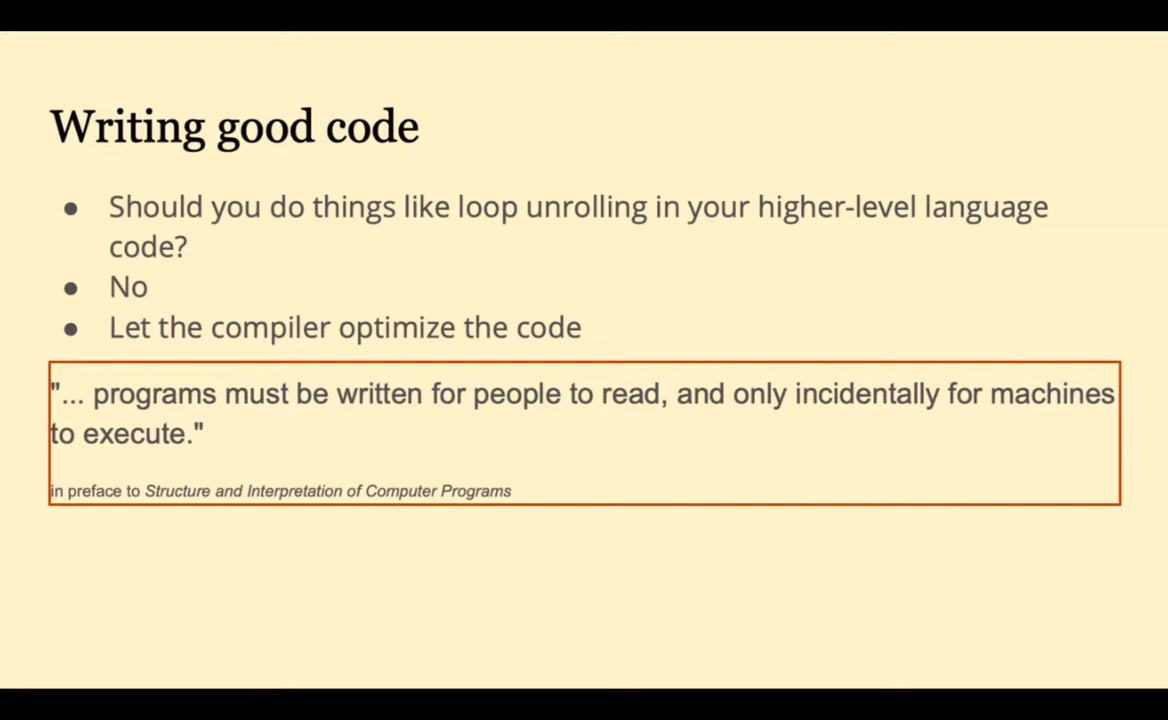 Writing good code
● Should you do things like loop unrolling in your higher-level language
code?
● No
● Let the compiler optimize the code
"... programs must be written for people to read, and only incidentally for machines
to execute."
in preface to Structure and Interpretation of Computer Programs